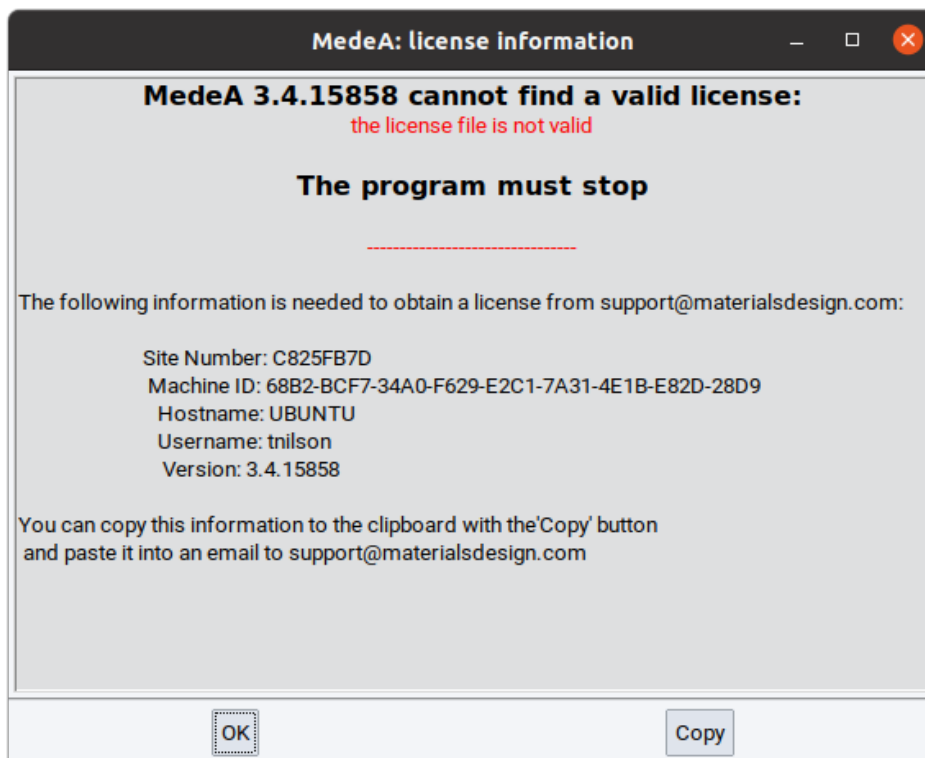 MedeA: license information
MedeA 3.4.15858 cannot find a valid license:
the license file is not valid
The program must stop
--------------------------------
The following information is needed to obtain a license from support@materialsdesign.com:
Site Number: C825FB7D
Machine ID: 68B2-BCF7-34A0-F629-E2C1-7A31-4E1B-E82D-28D9
Hostname: UBUNTU
Username: tnilson
Version: 3.4.15858
You can copy this information to the clipboard with the'Copy' button
and paste it into an email to support@materialsdesign.com
OK Copy